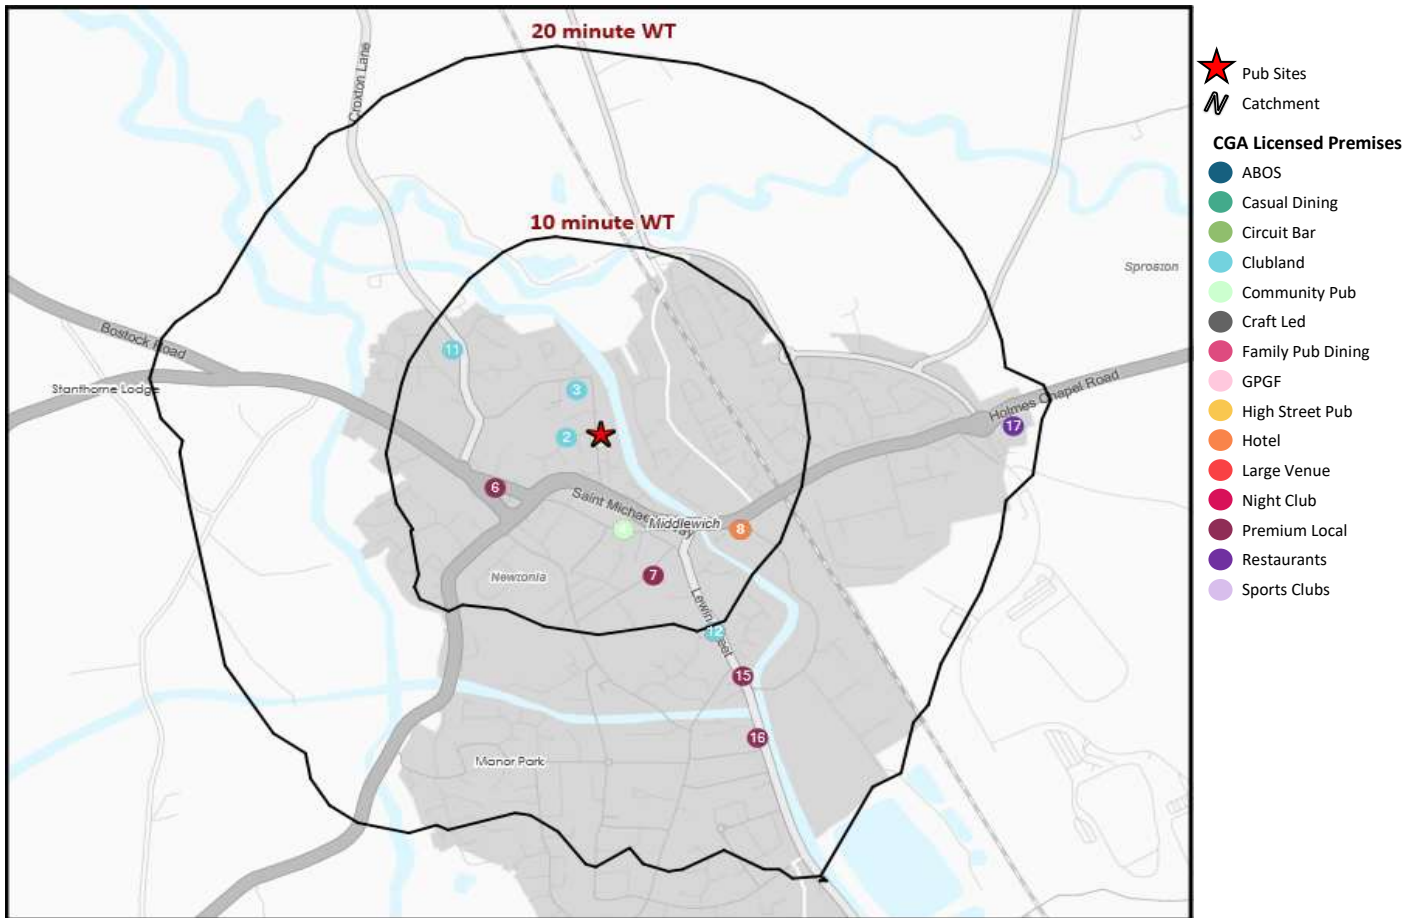 20 minute WT
Croxton Lane
10 minute WT
Sproston
Bostock Road
Stanthorne Lodge
11
3
Holmes Chapel Road
17
2
6
Saint Michael's Way
Middlewich
8
Newtonia
7
Lewin Street
12
15
16
Manor Park
Pub Sites
Catchment
CGA Licensed Premises
ABOS
Casual Dining
Circuit Bar
Clubland
Community Pub
Craft Led
Family Pub Dining
GPGF
High Street Pub
Hotel
Large Venue
Night Club
Premium Local
Restaurants
Sports Clubs